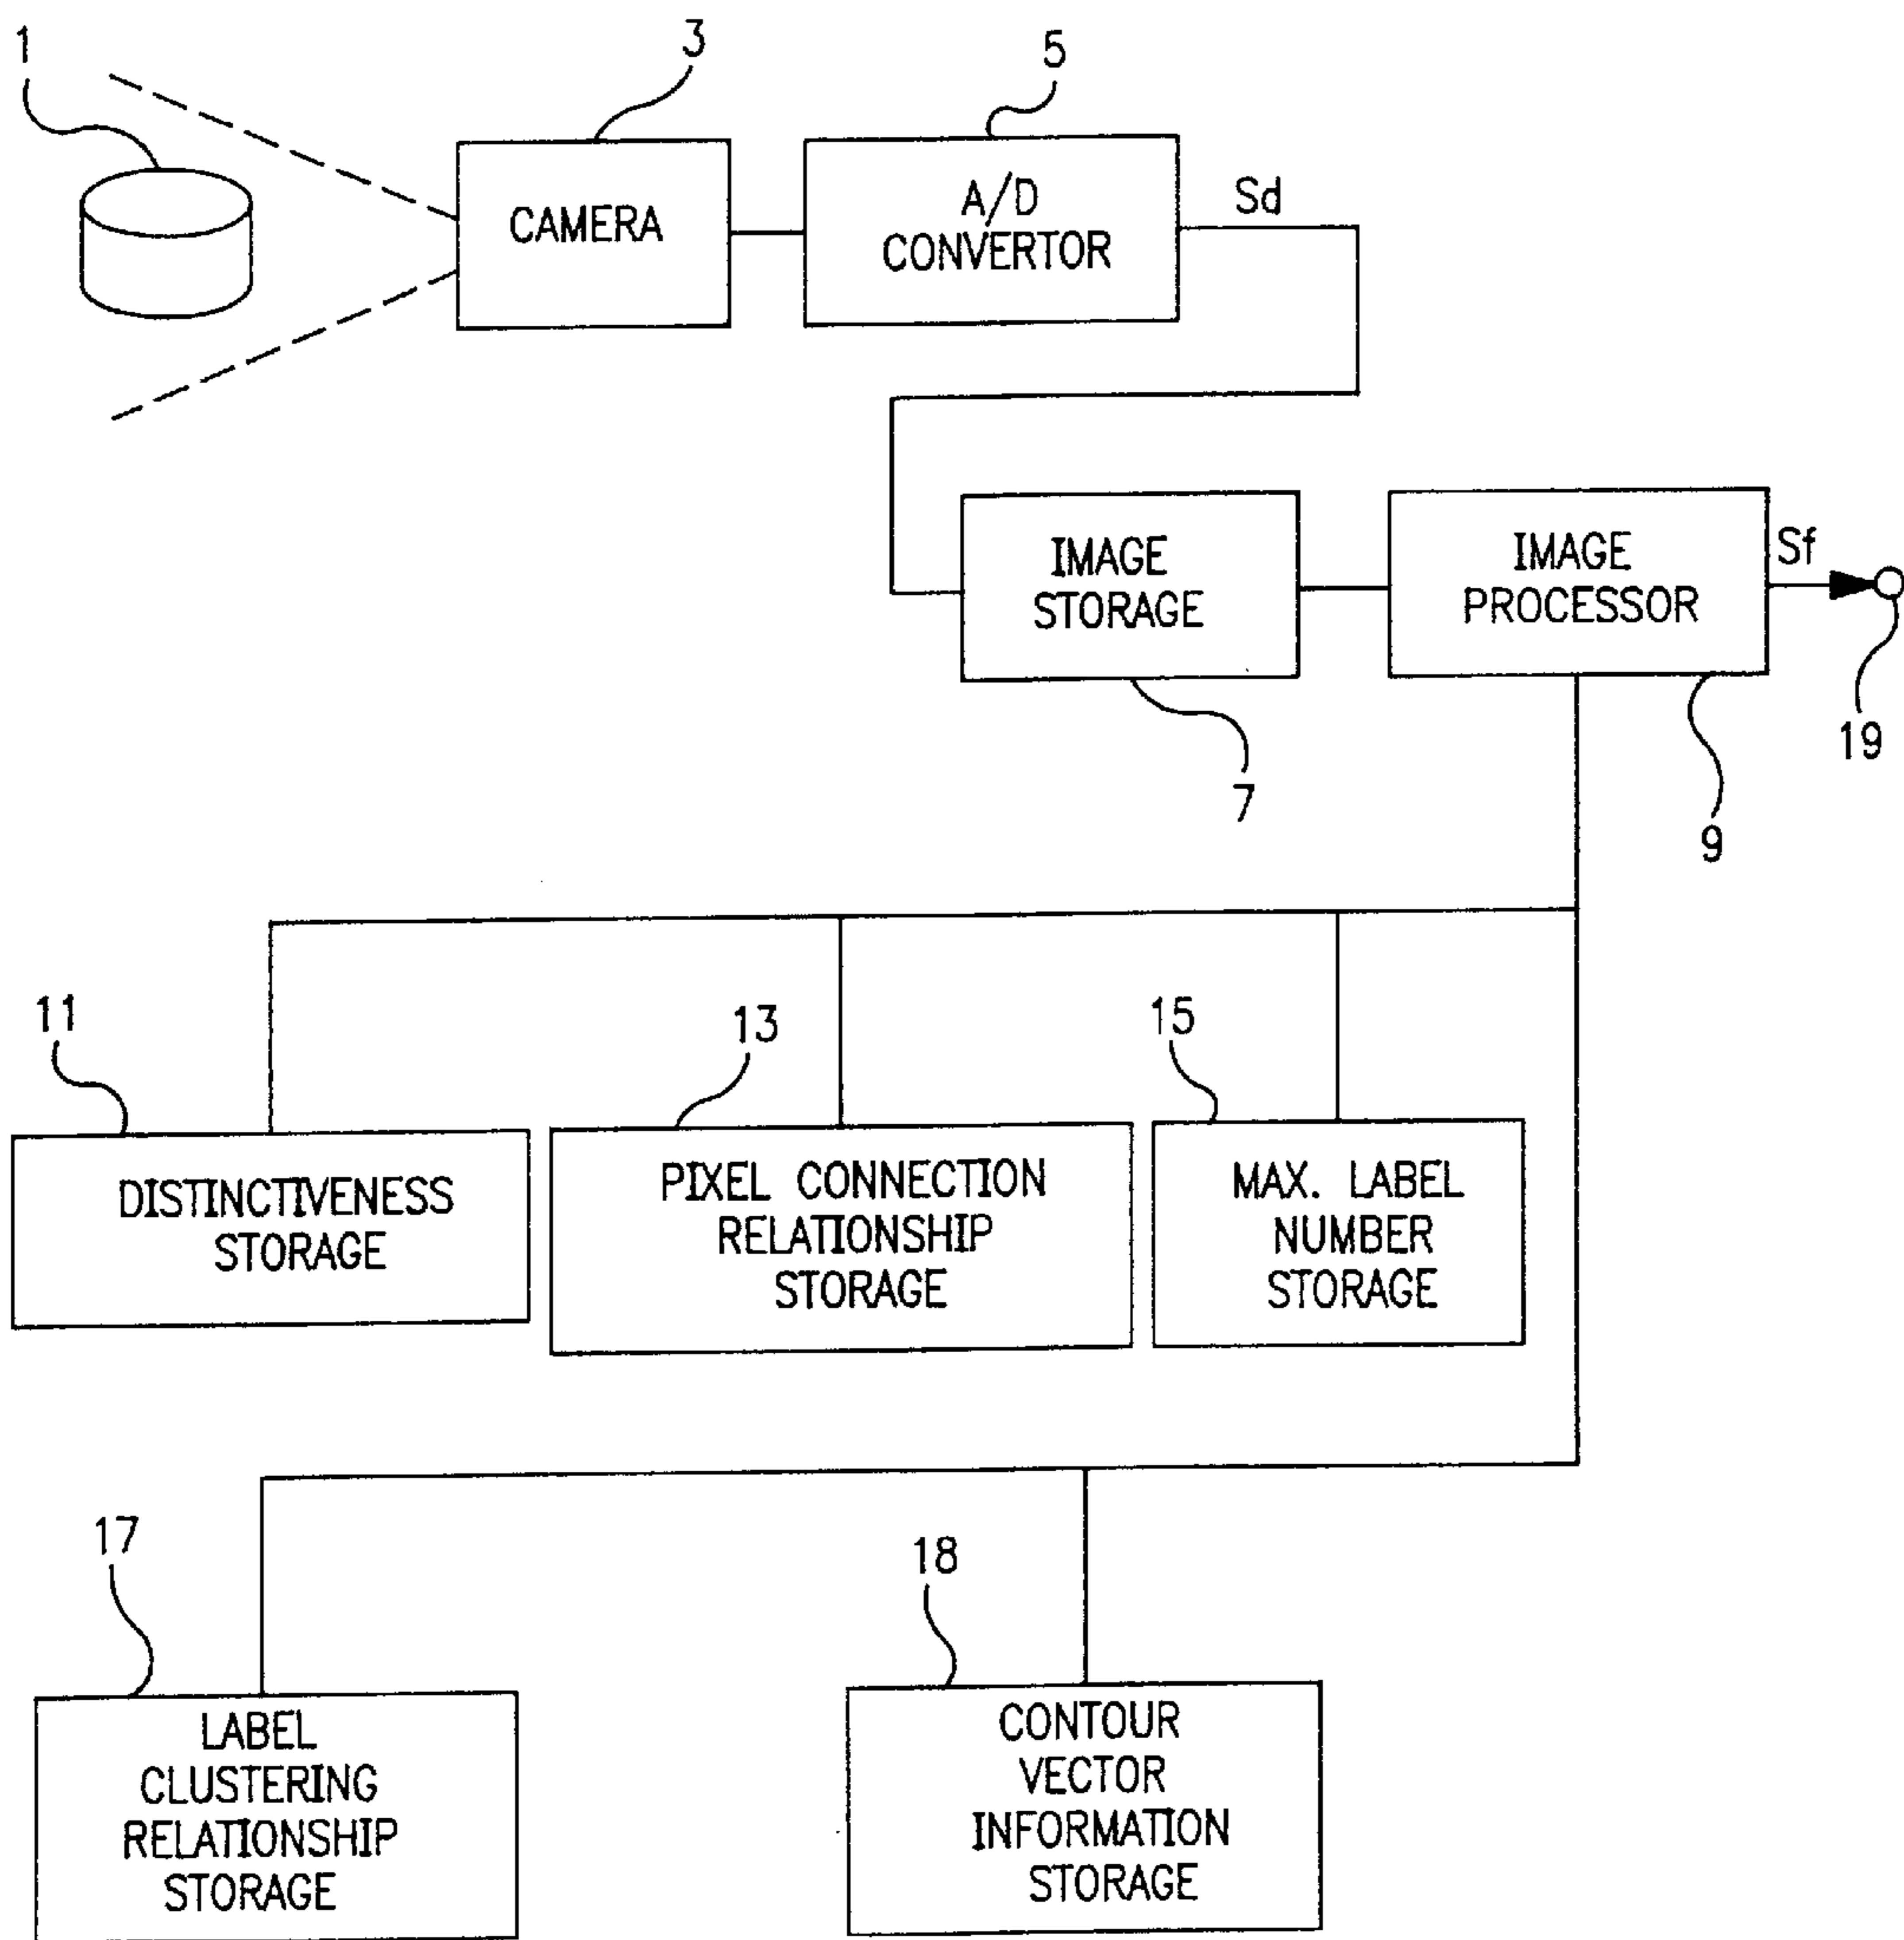 1
3
5
CAMERA
A/D
CONVERTOR
Sd
IMAGE
STORAGE
IMAGE
PROCESSOR
Sf
7
9
19
11
13
15
DISTINCTIVENESS
STORAGE
PIXEL CONNECTION
RELATIONSHIP
STORAGE
MAX. LABEL
NUMBER
STORAGE
17
18
LABEL
CLUSTERING
RELATIONSHIP
STORAGE
CONTOUR
VECTOR
INFORMATION
STORAGE